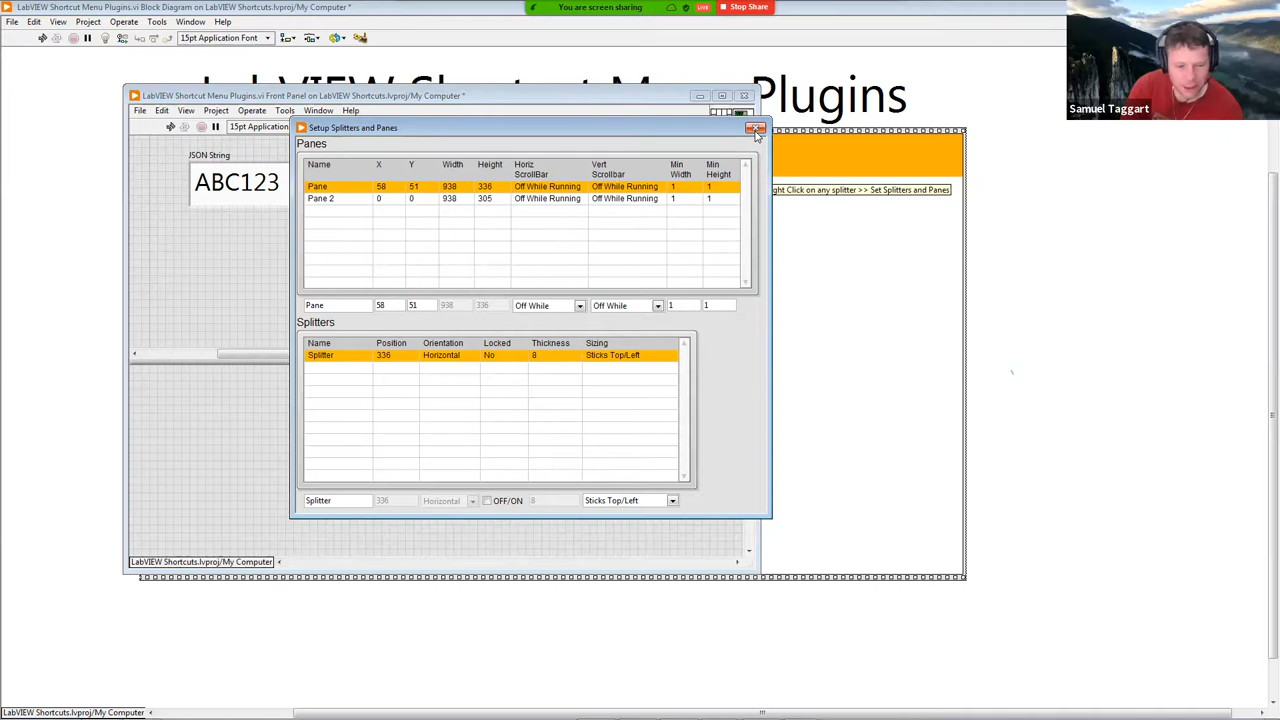 LabVIEW Shortcut Menu Plugins.vi Block Diagram on LabVIEW Shortcuts.lvproj/My Computer *
You are screen sharing
LIVE
Stop Share
File Edit View Project Operate Tools Window Help
15pt Application Font
Samuel Taggart
LabVIEW Shortcut Menu Plugins
LabVIEW Shortcut Menu Plugins.vi Front Panel on LabVIEW Shortcuts.lvproj/My Computer *
File Edit View Project Operate Tools Window Help
15pt Application
JSON String
ABC123
Setup Splitters and Panes
Panes
Name X Y Width Height Horiz ScrollBar Vert Scrollbar Min Width Min Height
Pane 58 51 938 336 Off While Running Off While Running 1 1
Pane 2 0 0 938 305 Off While Running Off While Running 1 1
Pane 58 51 938 336 Off While Off While 1 1
ght Click on any splitter >> Set Splitters and Panes
Splitters
Name Position Orientation Locked Thickness Sizing
Splitter 336 Horizontal No 8 Sticks Top/Left
Splitter 336 Horizontal OFF/ON 8 Sticks Top/Left
LabVIEW Shortcuts.lvproj/My Computer
LabVIEW Shortcuts.lvproj/My Computer